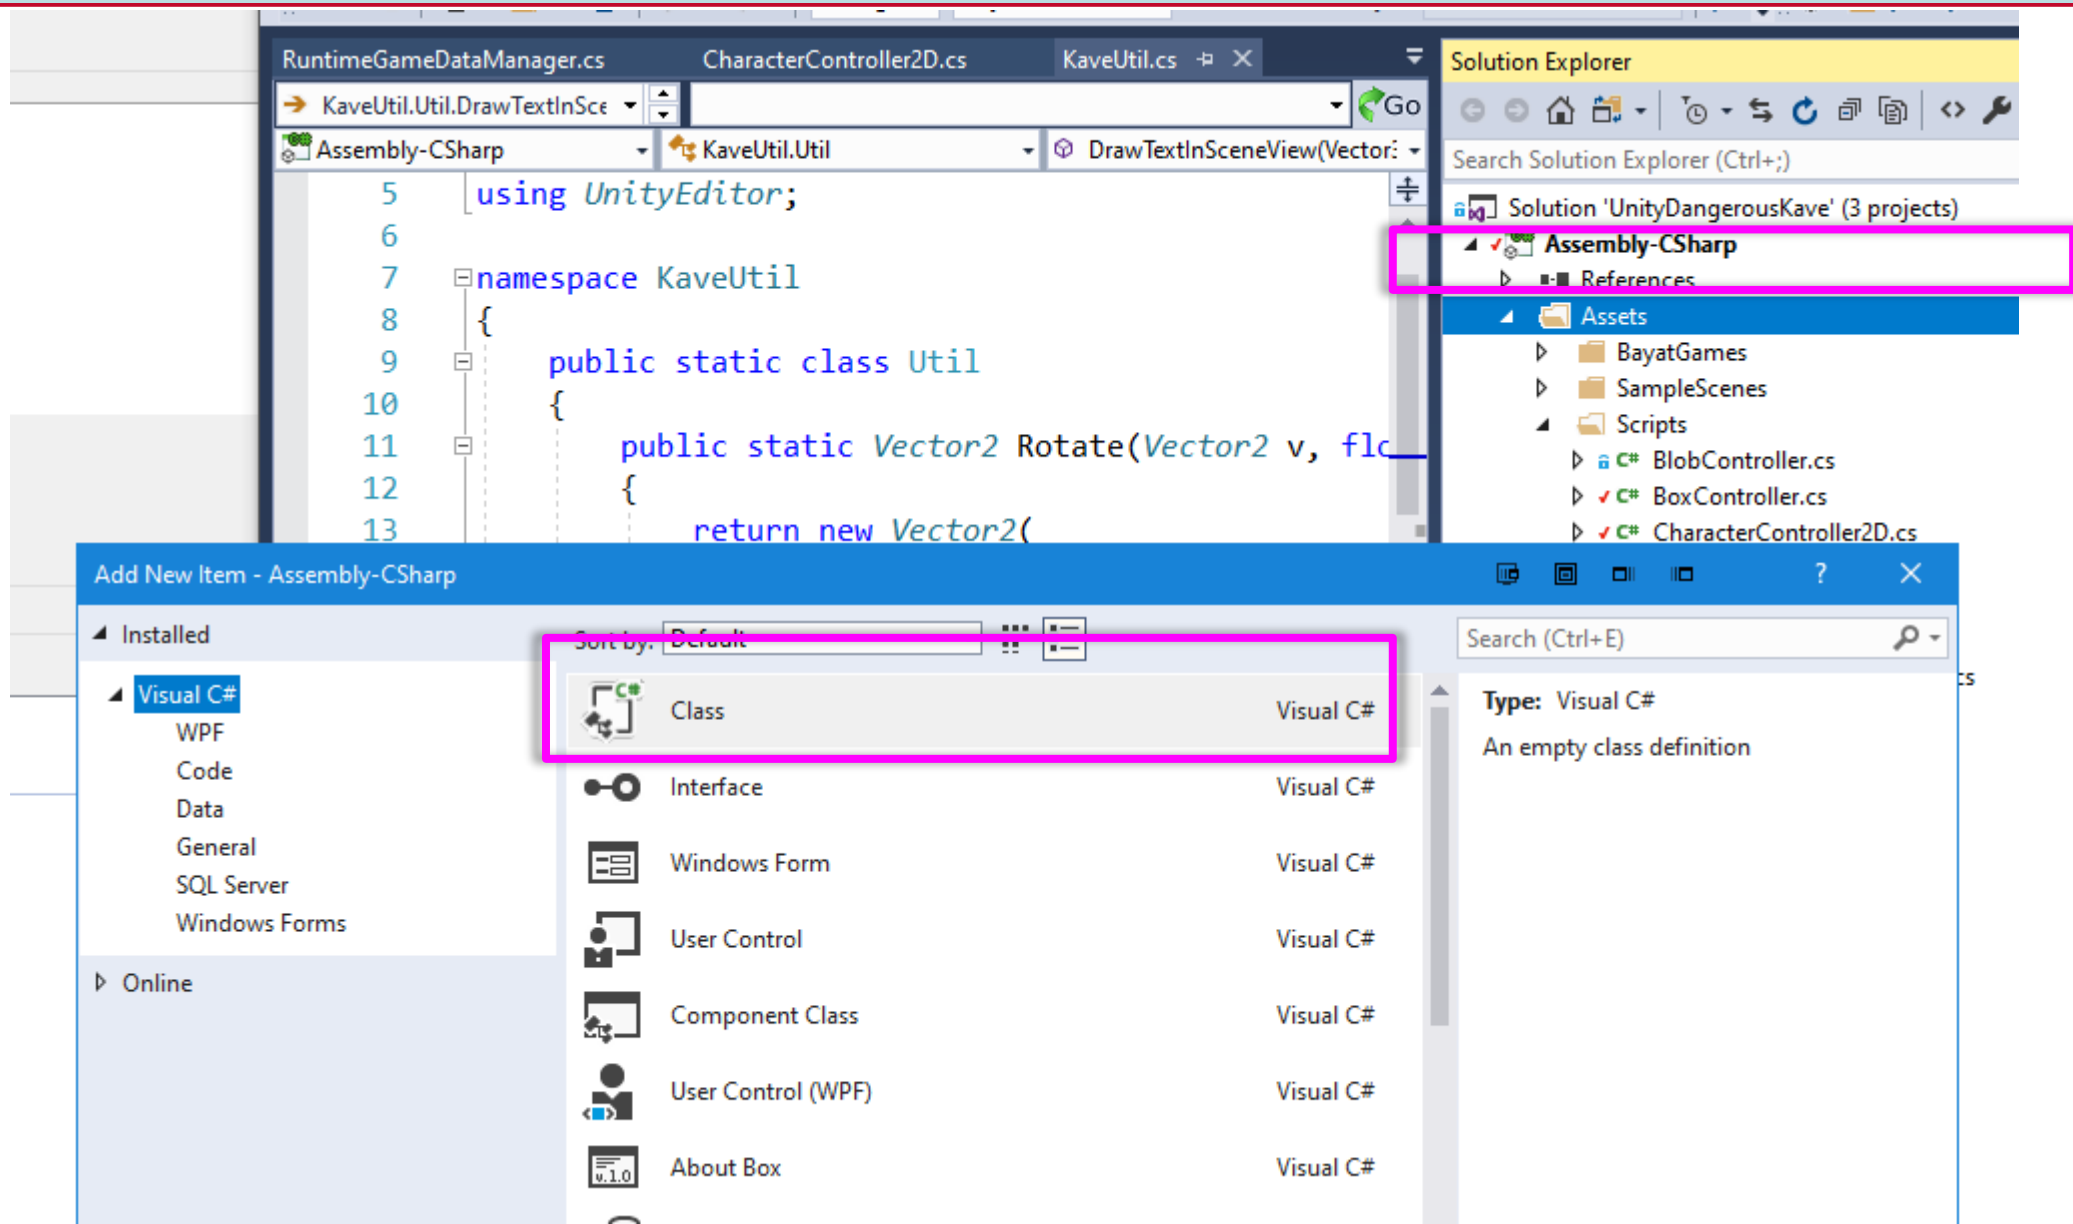 RuntimeGameDataManager.cs CharacterController2D.cs KaveUtil.cs
KaveUtil.Util.DrawTextInSce Go
Assembly-CSharp KaveUtil.Util DrawTextInSceneView(Vector3
5 using UnityEditor;
6
7 namespace KaveUtil
8 {
9 public static class Util
10 {
11 public static Vector2 Rotate(Vector2 v, flo
12 {
13 return new Vector2(
Solution Explorer
Search Solution Explorer (Ctrl+;)
Solution 'UnityDangerousKave' (3 projects)
Assembly-CSharp
References
Assets
BayatGames
SampleScenes
Scripts
C# BlobController.cs
C# BoxController.cs
C# CharacterController2D.cs
cs
Add New Item - Assembly-CSharp ?
Installed
Visual C#
WPF
Code
Data
General
SQL Server
Windows Forms
Online
Sort by: Default
C# Class Visual C#
Interface Visual C#
Windows Form Visual C#
User Control Visual C#
Component Class Visual C#
User Control (WPF) Visual C#
v.1.0 About Box Visual C#
Search (Ctrl+E)
Type: Visual C#
An empty class definition